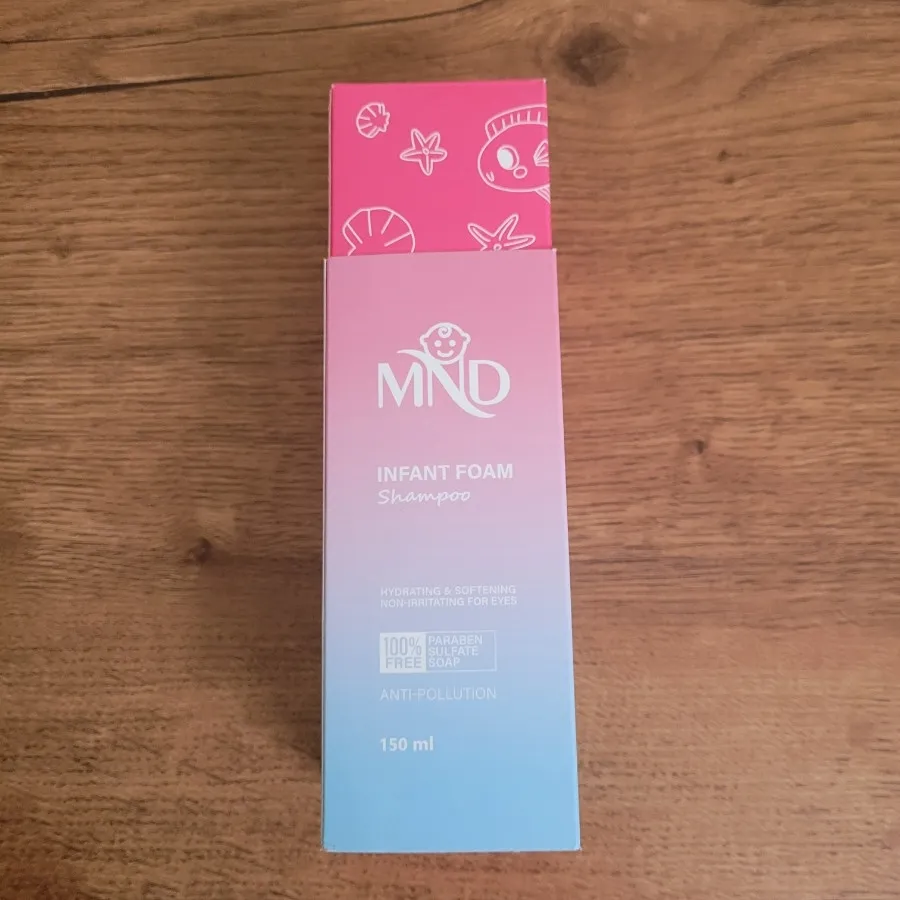 MND
INFANT FOAM
Shampoo
HYDRATING & SOFTENING
NON-IRRITATING FOR EYES
100% FREE
PARABEN
SULFATE
SOAP
ANTI-POLLUTION
150 ml